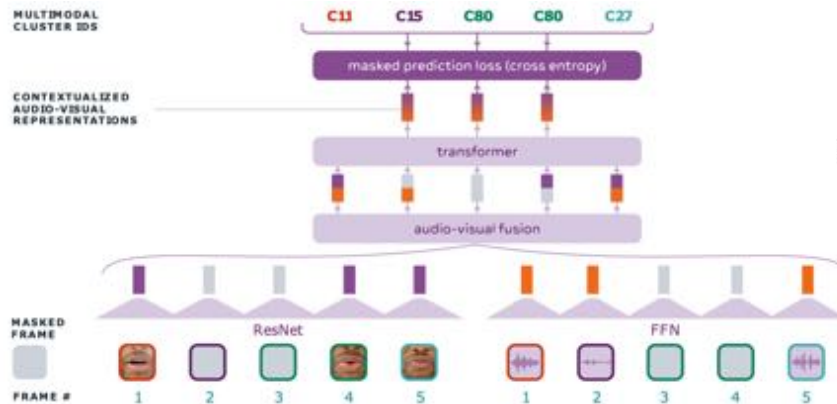 MULTIMODAL
CLUSTER IDS
C11 C15 C80 C80 C27
masked prediction loss (cross entropy)
CONTEXTUALIZED
AUDIO-VISUAL
REPRESENTATIONS
transformer
audio-visual fusion
MASKED
FRAME
ResNet FFN
FRAME # 1 2 3 4 5 1 2 3 4 5